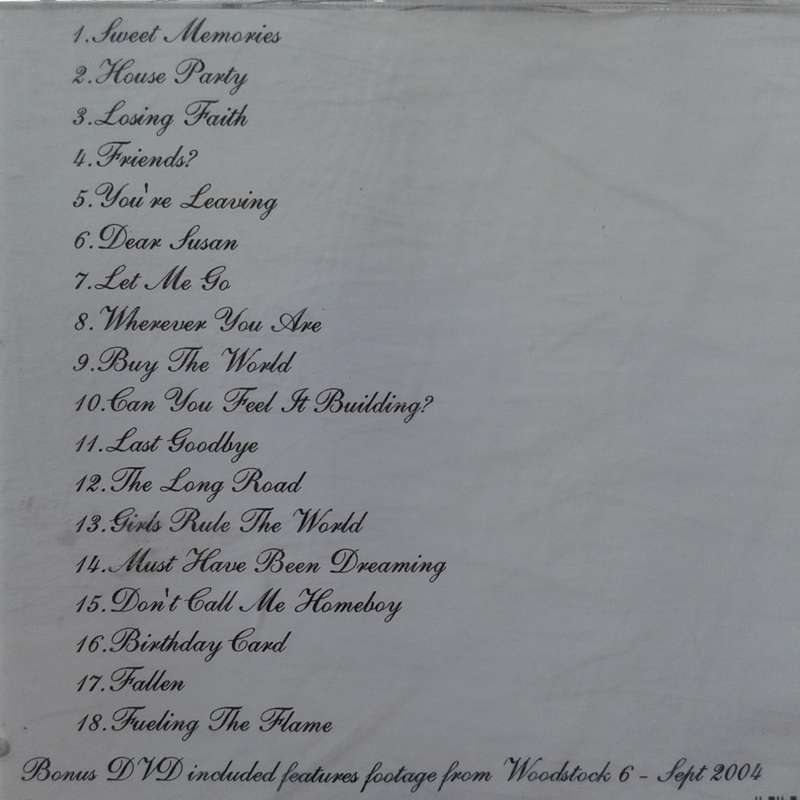 1.Sweet Memories
2.House Party
3.Losing Faith
4.Friends?
5.You're Leaving
6.Dear Susan
7.Let Me Go
8.Wherever You Are
9.Buy The World
10.Can You Feel It Building?
11.Last Goodbye
12.The Long Road
13.Girls Rule The World
14.Must Have Been Dreaming
15.Don't Call Me Homeboy
16.Birthday Card
17.Fallen
18.Fueling The Flame
Bonus DVD included features footage from Woodstock 6 - Sept 2004